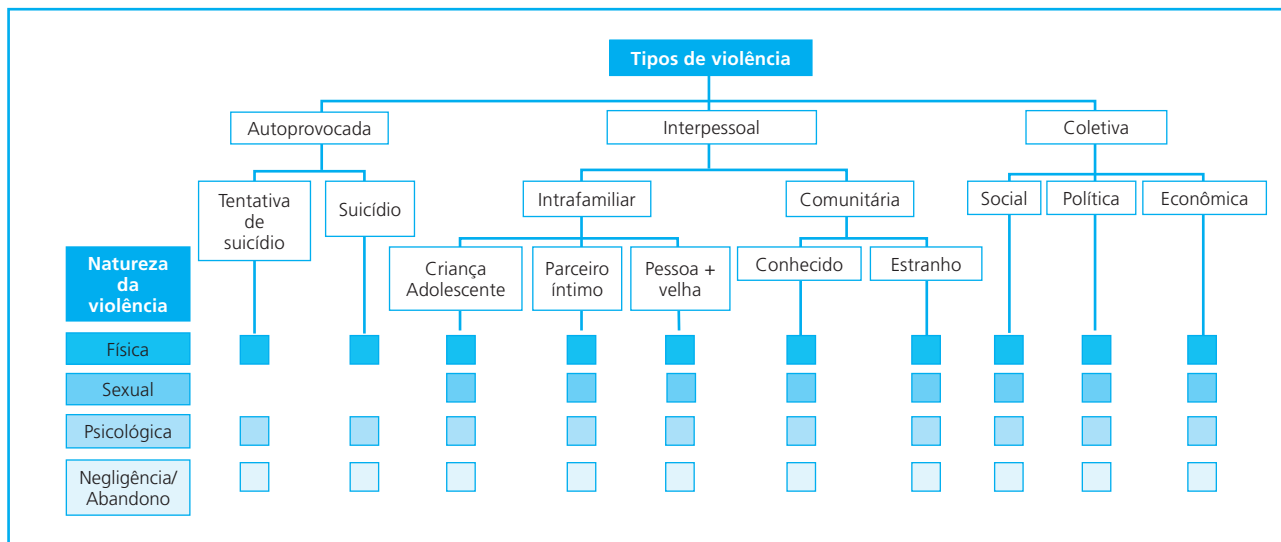 Tipos de violência
Autoprovocada
Interpessoal
Coletiva
Tentativa
de
suicídio
Suicídio
Intrafamiliar
Comunitária
Social
Política
Econômica
Criança
Adolescente
Parceiro
íntimo
Pessoa +
velha
Conhecido
Estranho
Natureza
da
violência
Física
Sexual
Psicológica
Negligência/
Abandono